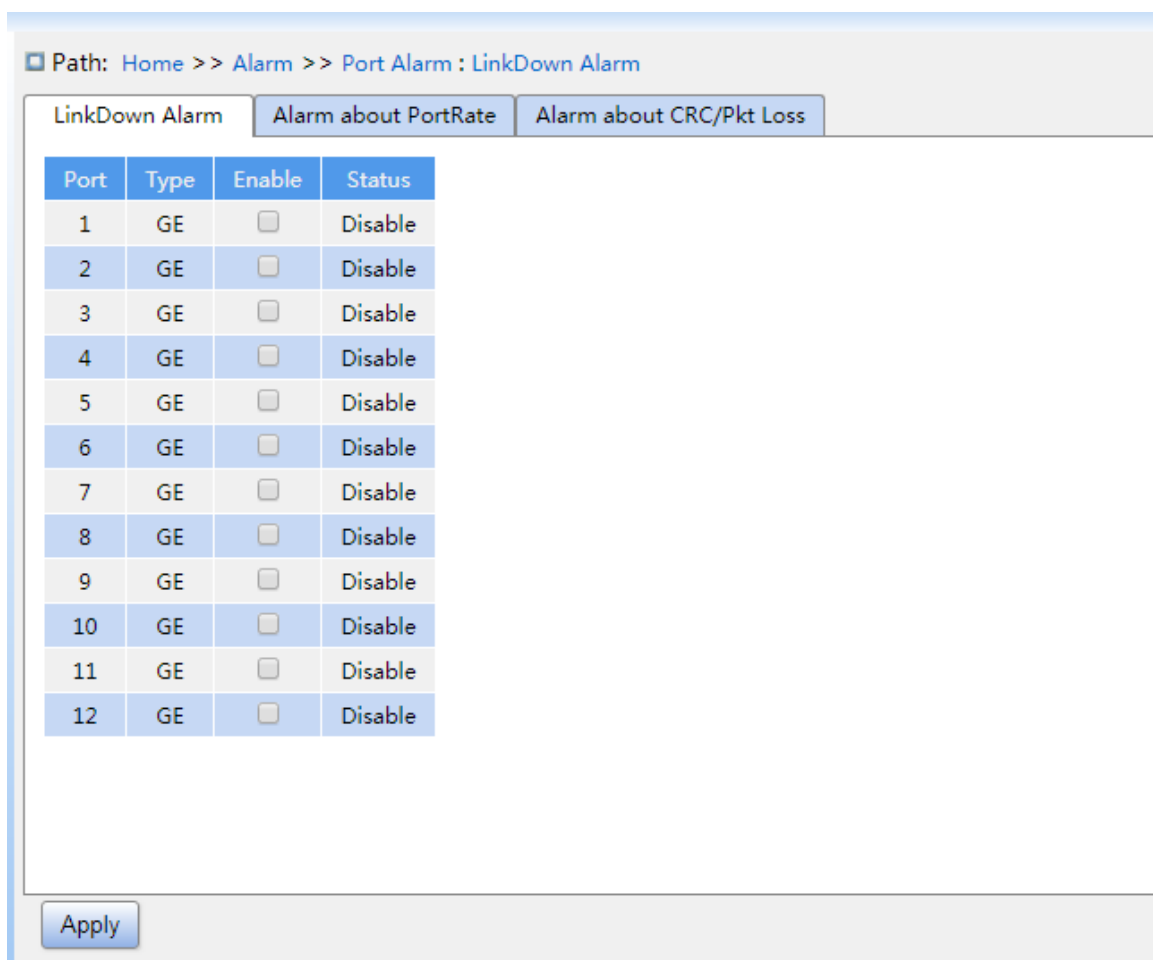 Path: Home >> Alarm >> Port Alarm : LinkDown Alarm
LinkDown Alarm Alarm about PortRate Alarm about CRC/Pkt Loss
Port Type Enable Status
1 GE Disable
2 GE Disable
3 GE Disable
4 GE Disable
5 GE Disable
6 GE Disable
7 GE Disable
8 GE Disable
9 GE Disable
10 GE Disable
11 GE Disable
12 GE Disable
Apply